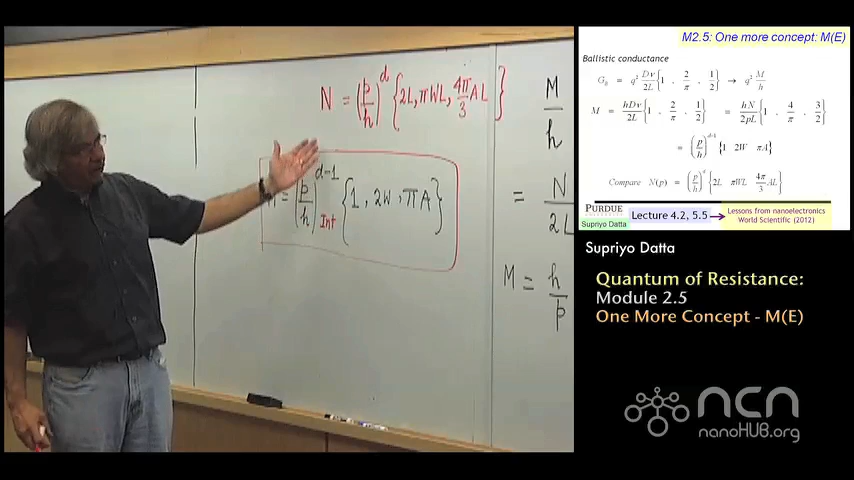 N = (p/h)^d {2L, πWL, 4π/3 AL}
= (p/h)^d-1 {1, 2W, πA}
Int
M/h
= N/2L
M = h/p
M2.5: One more concept: M(E)
Ballistic conductance
G_B = q² Dν/2L {1 , 2/π , 1/2} → q² M/h
M = hDν/2L {1 , 2/π , 1/2} = hN/2pL {1 , 4/π , 3/2}
= (p/h)^d-1 {1 2W πA}
Compare N(p) = (p/h)^d {2L πWL 4π/3 AL}
PURDUE
Supriyo Datta
Lecture 4.2, 5.5
Lessons from nanoelectronics
World Scientific (2012)
Supriyo Datta
Quantum of Resistance:
Module 2.5
One More Concept - M(E)
ncn
nanoHUB.org